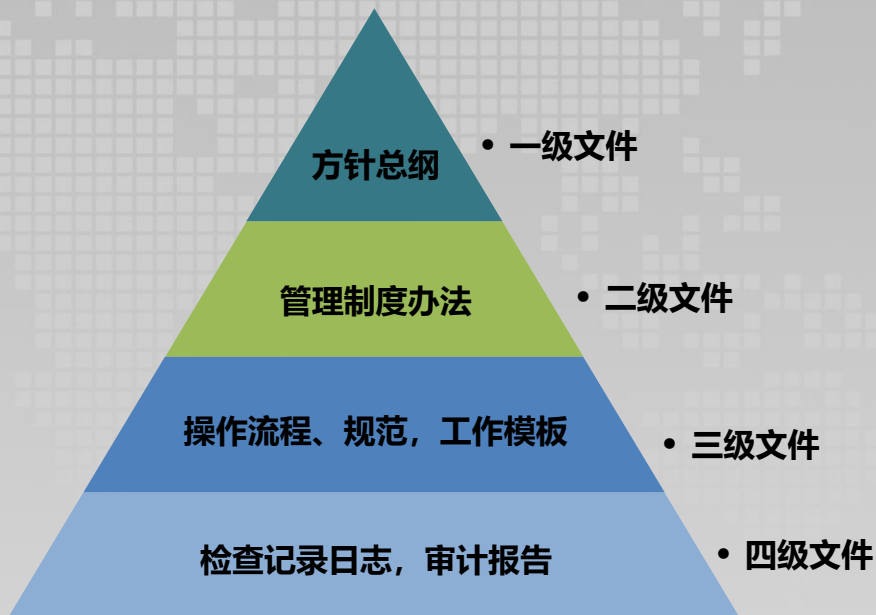 方针总纲
• 一级文件
管理制度办法
• 二级文件
操作流程、规范，工作模板
• 三级文件
检查记录日志，审计报告
• 四级文件